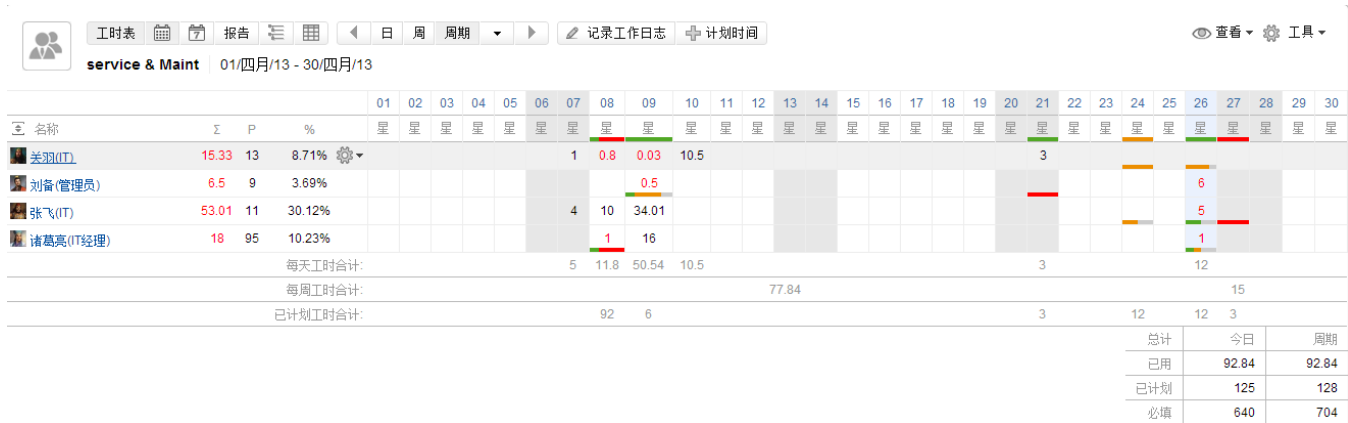 工时表 7 报告 日 周 周期 记录工作日志 计划时间 查看 工具
service & Maint 01/四月/13 - 30/四月/13
01 02 03 04 05 06 07 08 09 10 11 12 13 14 15 16 17 18 19 20 21 22 23 24 25 26 27 28 29 30
名称 Σ P % 星 星 星 星 星 星 星 星 星 星 星 星 星 星 星 星 星 星 星 星 星 星 星 星 星 星 星 星 星 星
关羽(IT) 15.33 13 8.71% 1 0.8 0.03 10.5 3
刘备(管理员) 6.5 9 3.69% 0.5 6
张飞(IT) 53.01 11 30.12% 4 10 34.01 5
诸葛亮(IT经理) 18 95 10.23% 1 16 1
每天工时合计: 5 11.8 50.54 10.5 3 12
每周工时合计: 77.84 15
已计划工时合计: 92 6 3 12 12 3
总计 今日 周期
已用 92.84 92.84
已计划 125 128
必填 640 704